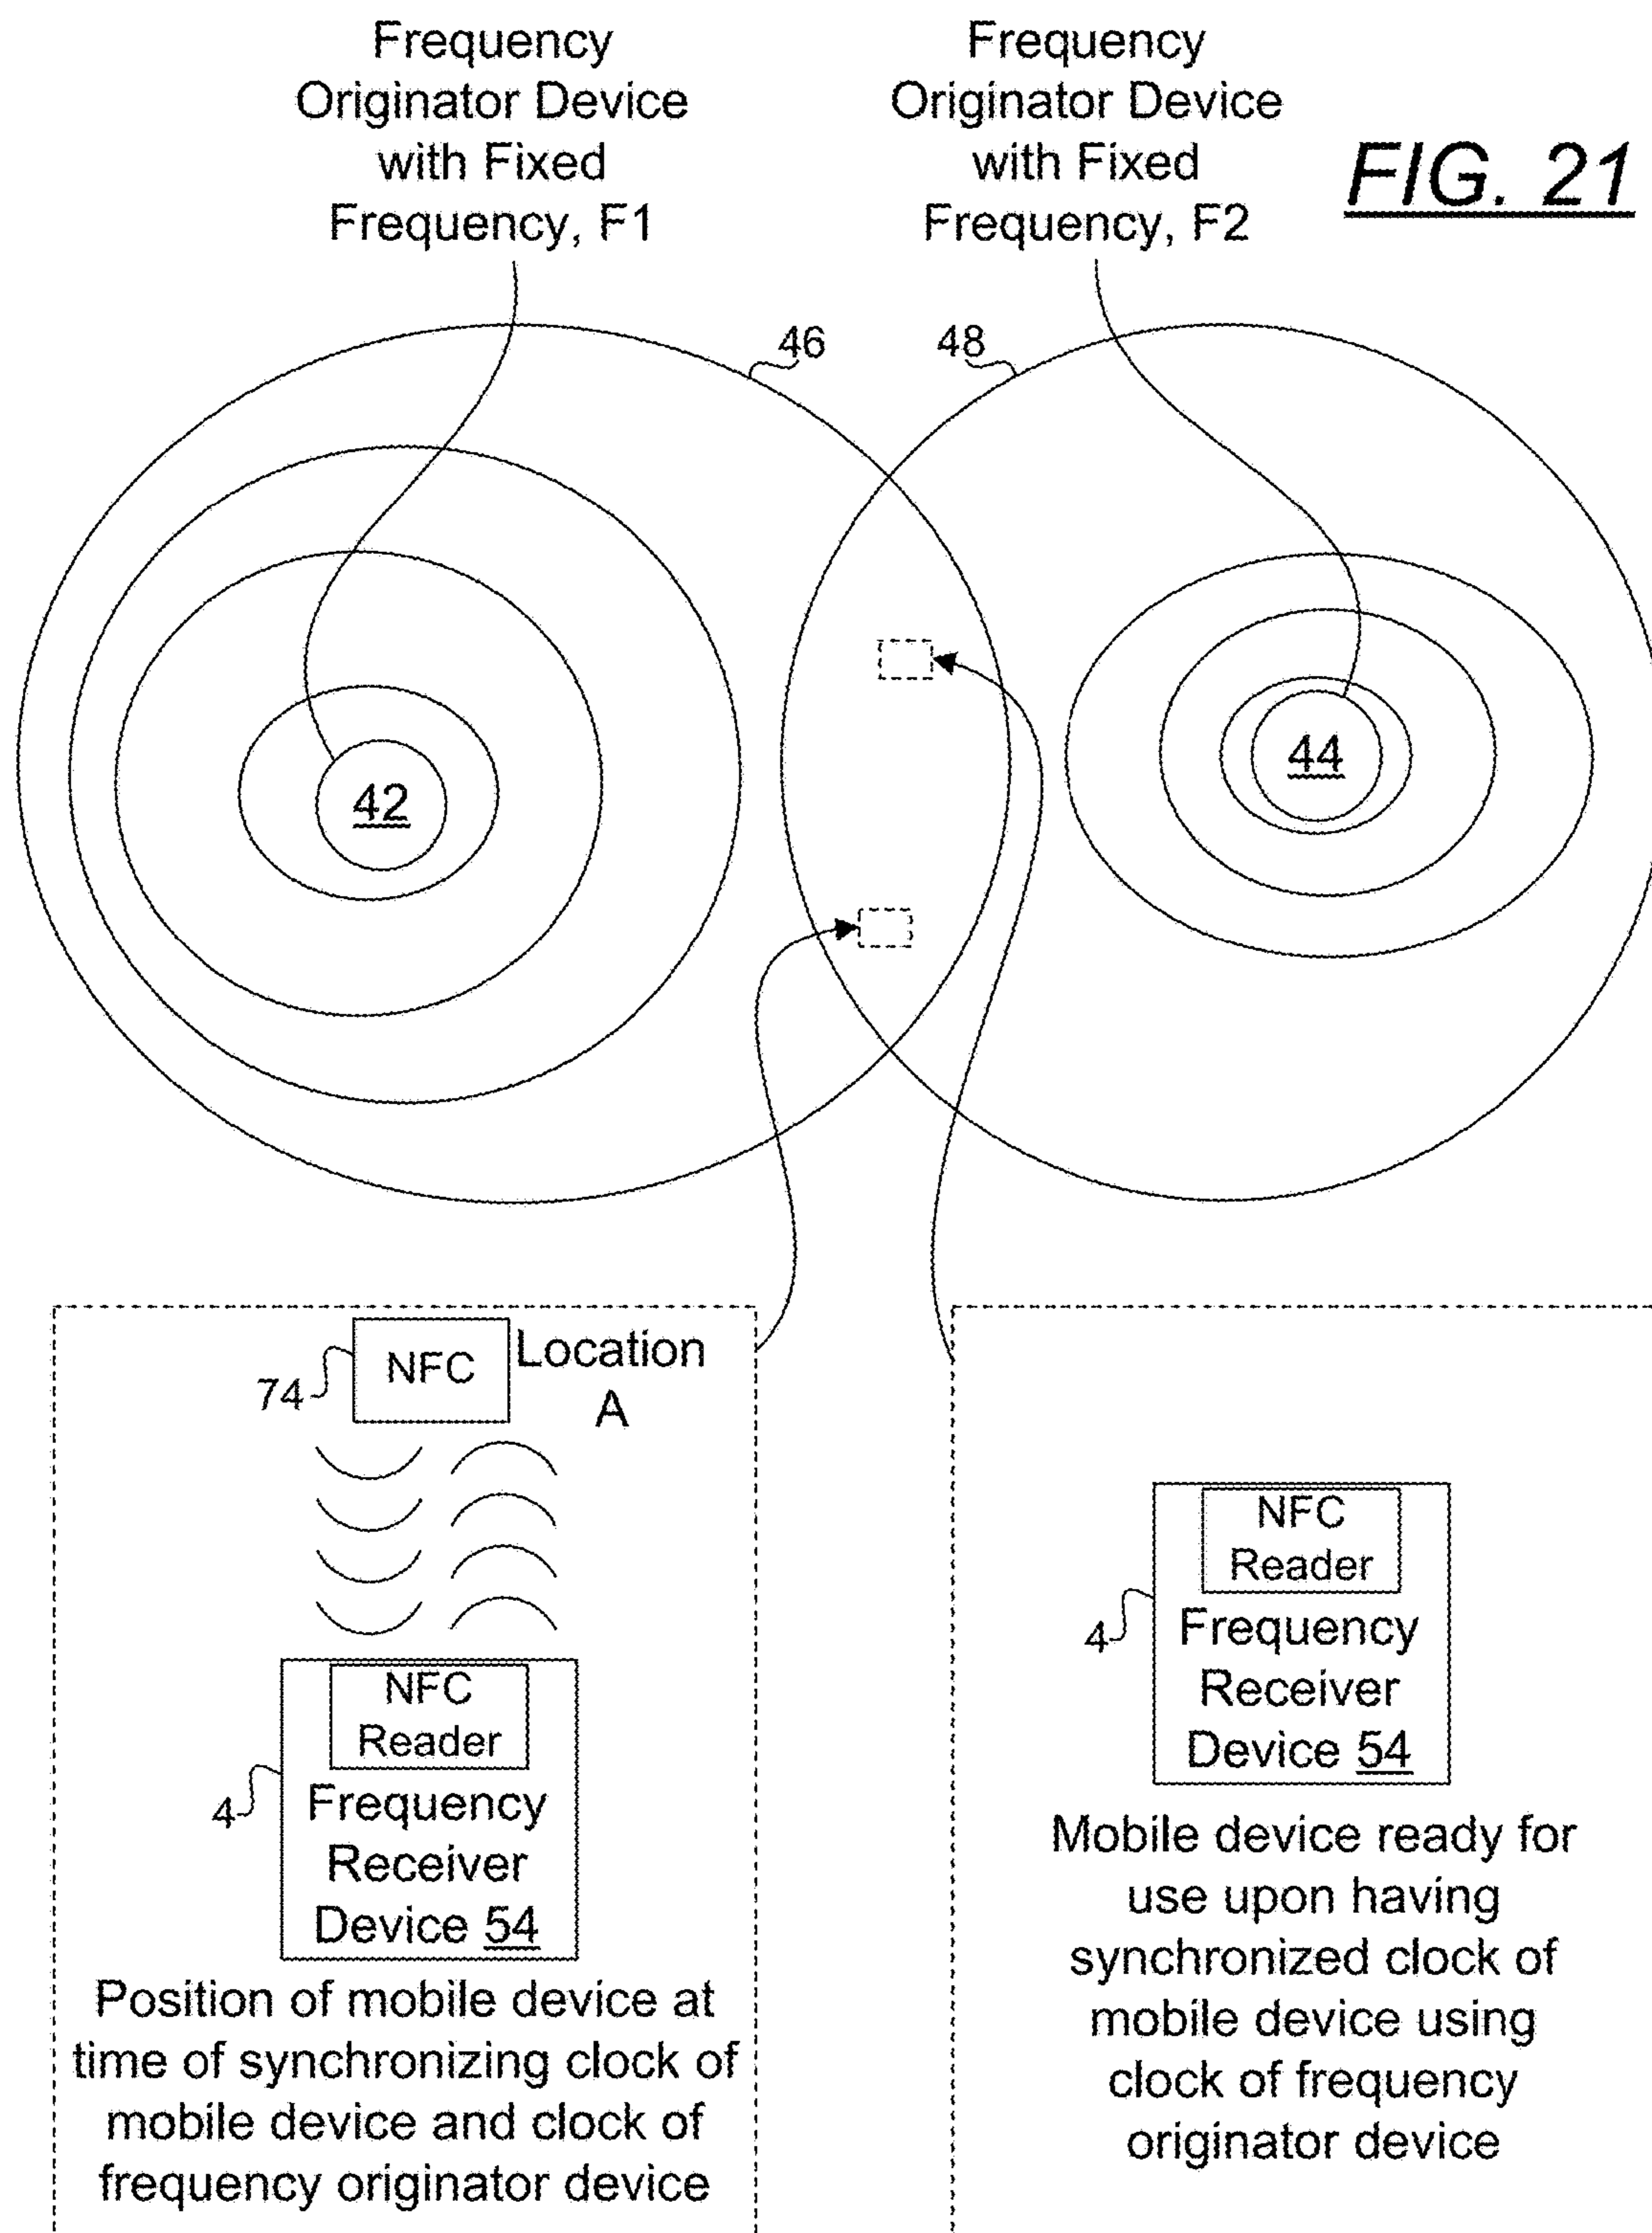 Frequency
Originator Device
with Fixed
Frequency, F1
Frequency
Originator Device
with Fixed
Frequency, F2
FIG. 21
46
48
42
44
74
NFC
Location
A
NFC
Reader
4
Frequency
Receiver
Device 54
Position of mobile device at
time of synchronizing clock of
mobile device and clock of
frequency originator device
NFC
Reader
4
Frequency
Receiver
Device 54
Mobile device ready for
use upon having
synchronized clock of
mobile device using
clock of frequency
originator device